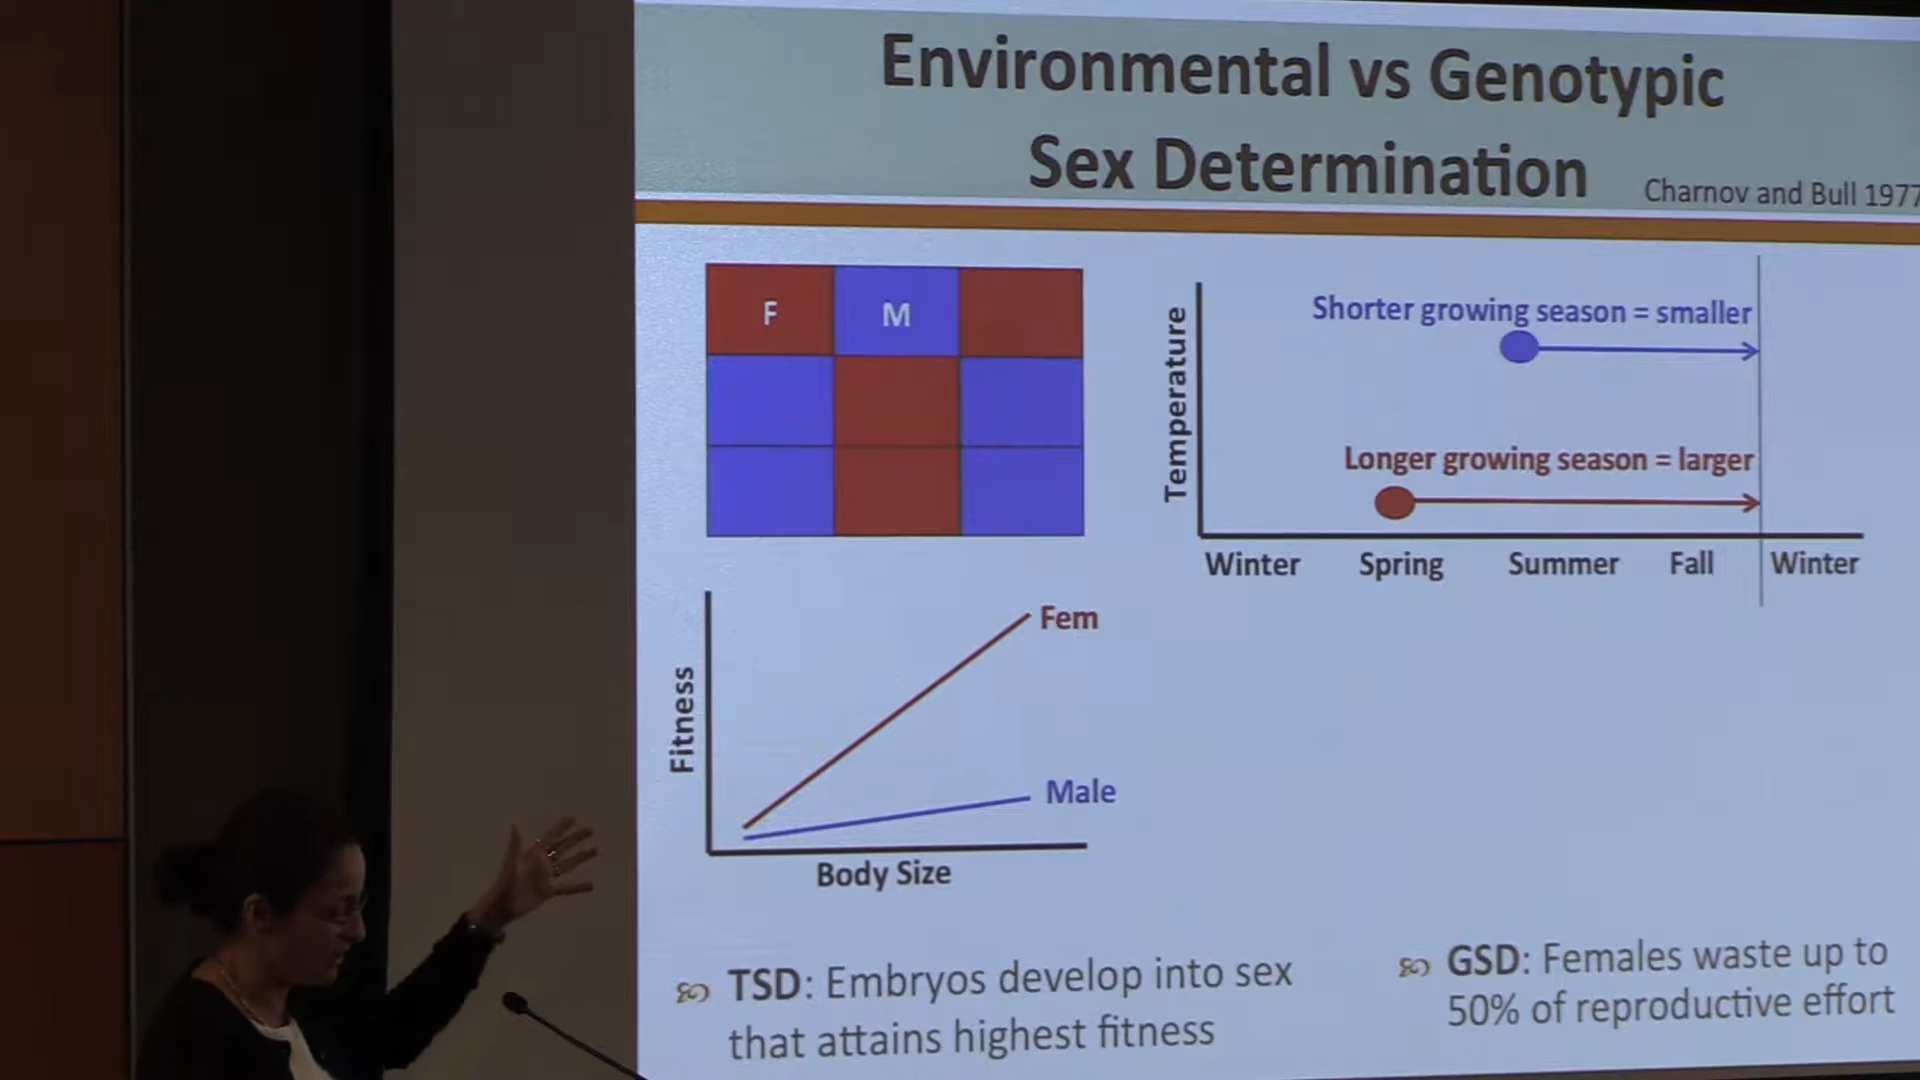 Environmental vs Genotypic
Sex Determination
Charnov and Bull 1977
F
M
Temperature
Shorter growing season = smaller
Longer growing season = larger
Winter
Spring
Summer
Fall
Winter
Fitness
Fem
Male
Body Size
TSD: Embryos develop into sex
that attains highest fitness
GSD: Females waste up to
50% of reproductive effort